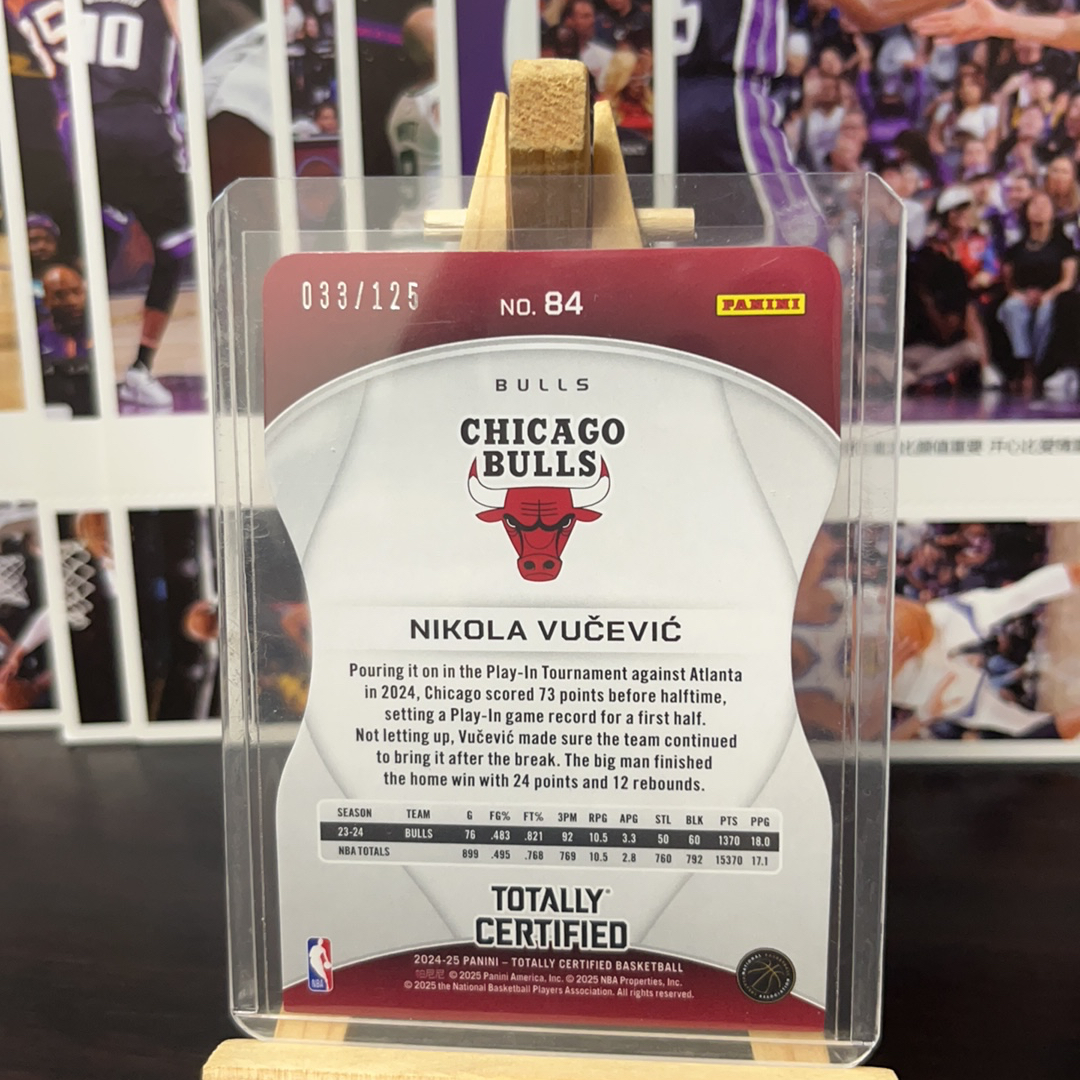 033/125
NO. 84
PANINI
BULLS
CHICAGO
BULLS
NIKOLA VUČEVIĆ
Pouring it on in the Play-In Tournament against Atlanta
in 2024, Chicago scored 73 points before halftime,
setting a Play-In game record for a first half.
Not letting up, Vučević made sure the team continued
to bring it after the break. The big man finished
the home win with 24 points and 12 rebounds.
SEASON TEAM G FG% FT% 3PM RPG APG STL BLK PTS PPG
23-24 BULLS 76 .483 .821 92 10.5 3.3 50 60 1370 18.0
NBA TOTALS 899 .495 .768 769 10.5 2.8 760 792 15370 17.1
TOTALLY
CERTIFIED
2024-25 PANINI – TOTALLY CERTIFIED BASKETBALL
帕尼尼 © 2025 Panini America, Inc. © 2025 NBA Properties, Inc.
© 2025 the National Basketball Players Association. All rights reserved.
NBA